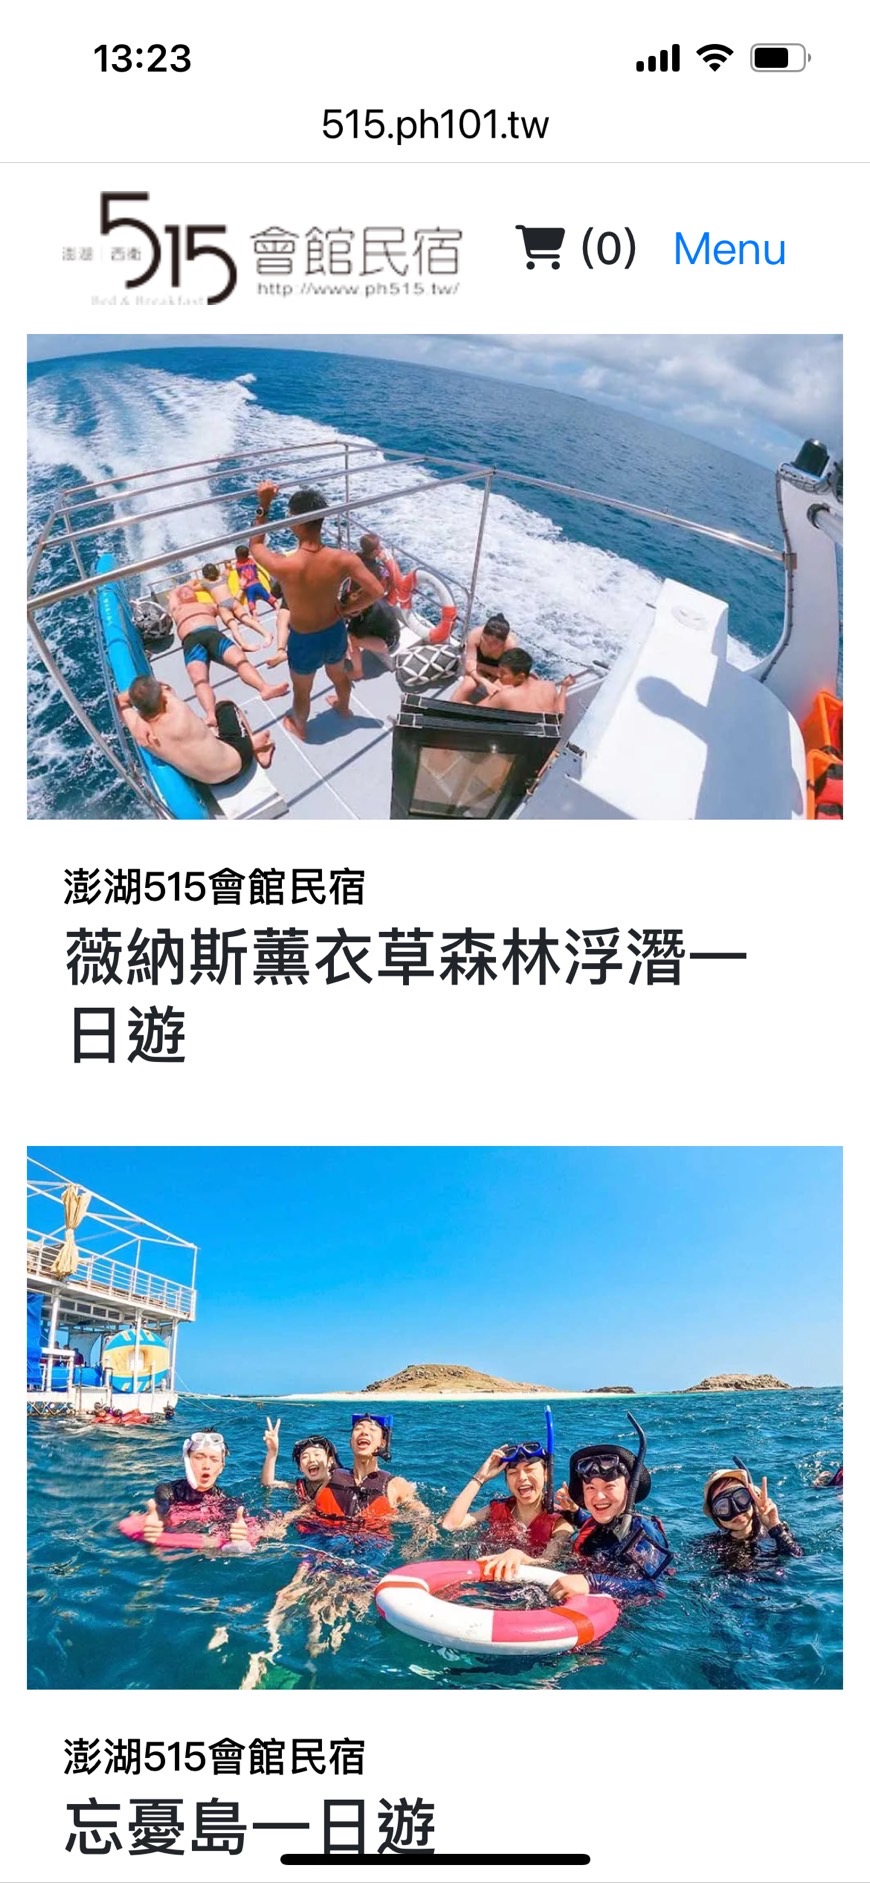 13:23
515.ph101.tw
澎湖 西衛 515 會館民宿
Bed & Breakfast http://www.ph515.tw/
(0) Menu
澎湖515會館民宿
薇納斯薰衣草森林浮潛一
日遊
澎湖515會館民宿
忘憂島一日遊